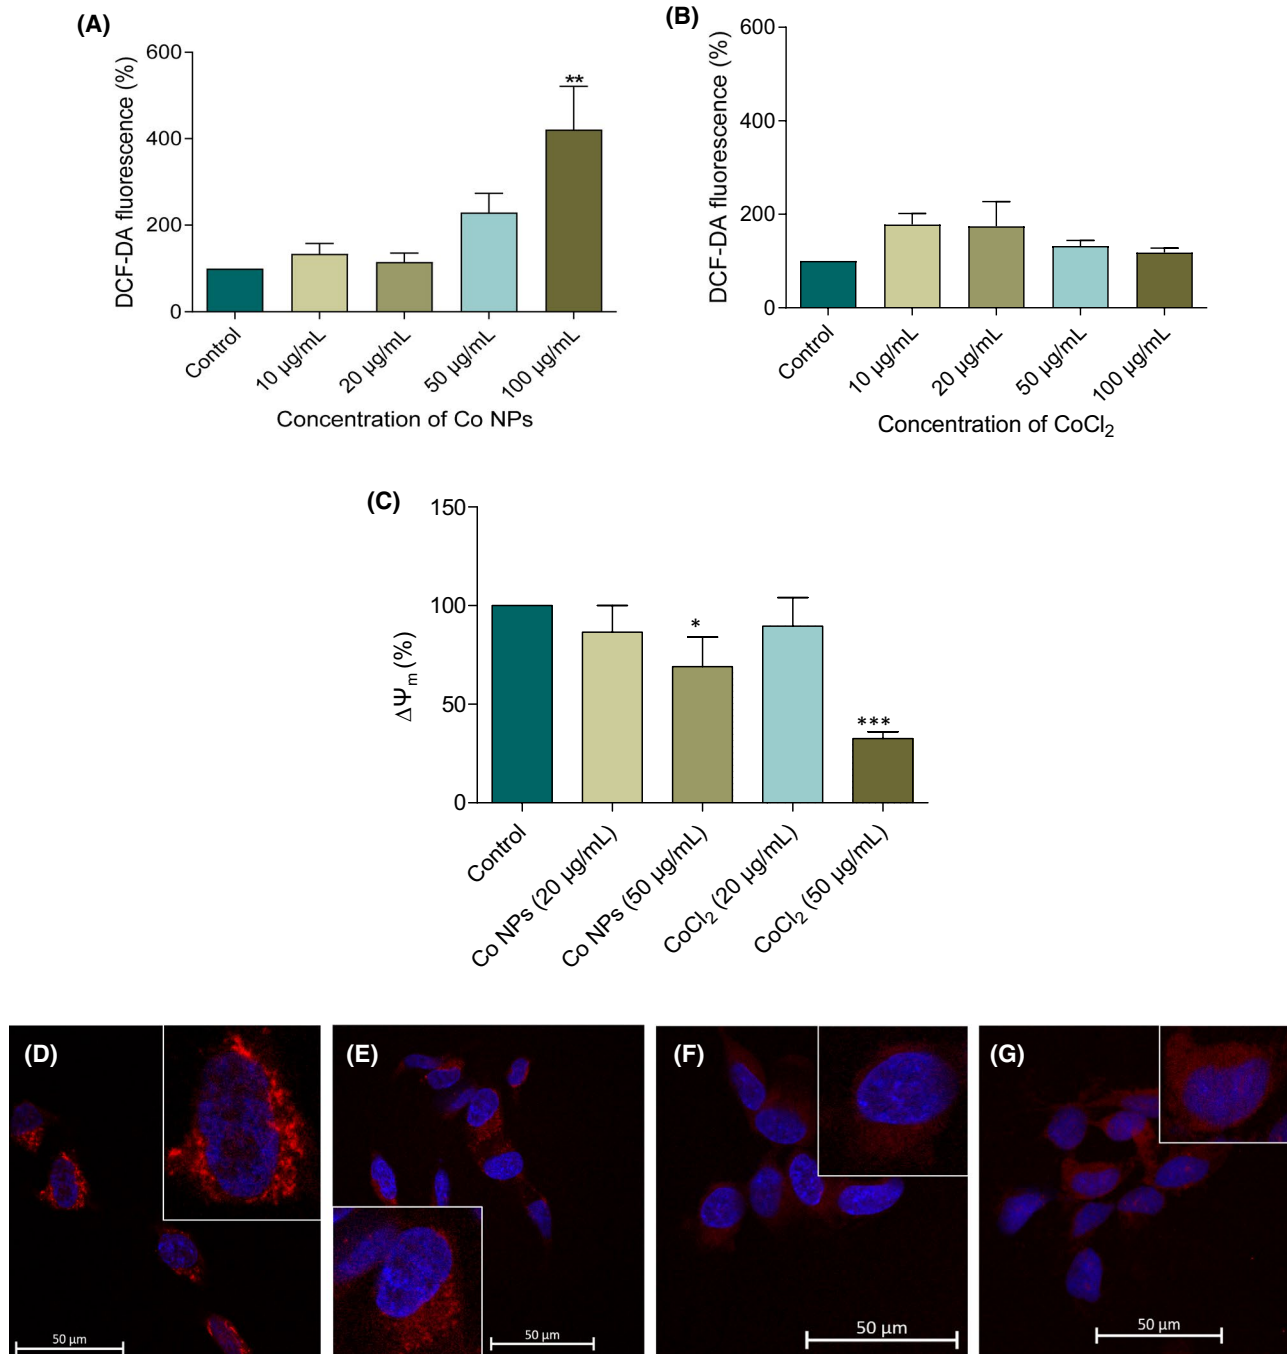 (A)
600
400
200
0
DCF-DA fluorescence (%)
**
Control
10 µg/mL
20 µg/mL
50 µg/mL
100 µg/mL
Concentration of Co NPs
(B)
600
400
200
0
DCF-DA fluorescence (%)
Control
10 µg/mL
20 µg/mL
50 µg/mL
100 µg/mL
Concentration of CoCl₂
(C)
150
100
50
0
ΔΨₘ (%)
*
***
Control
Co NPs (20 µg/mL)
Co NPs (50 µg/mL)
CoCl₂ (20 µg/mL)
CoCl₂ (50 µg/mL)
(D)
50 µm
(E)
50 µm
(F)
50 µm
(G)
50 µm